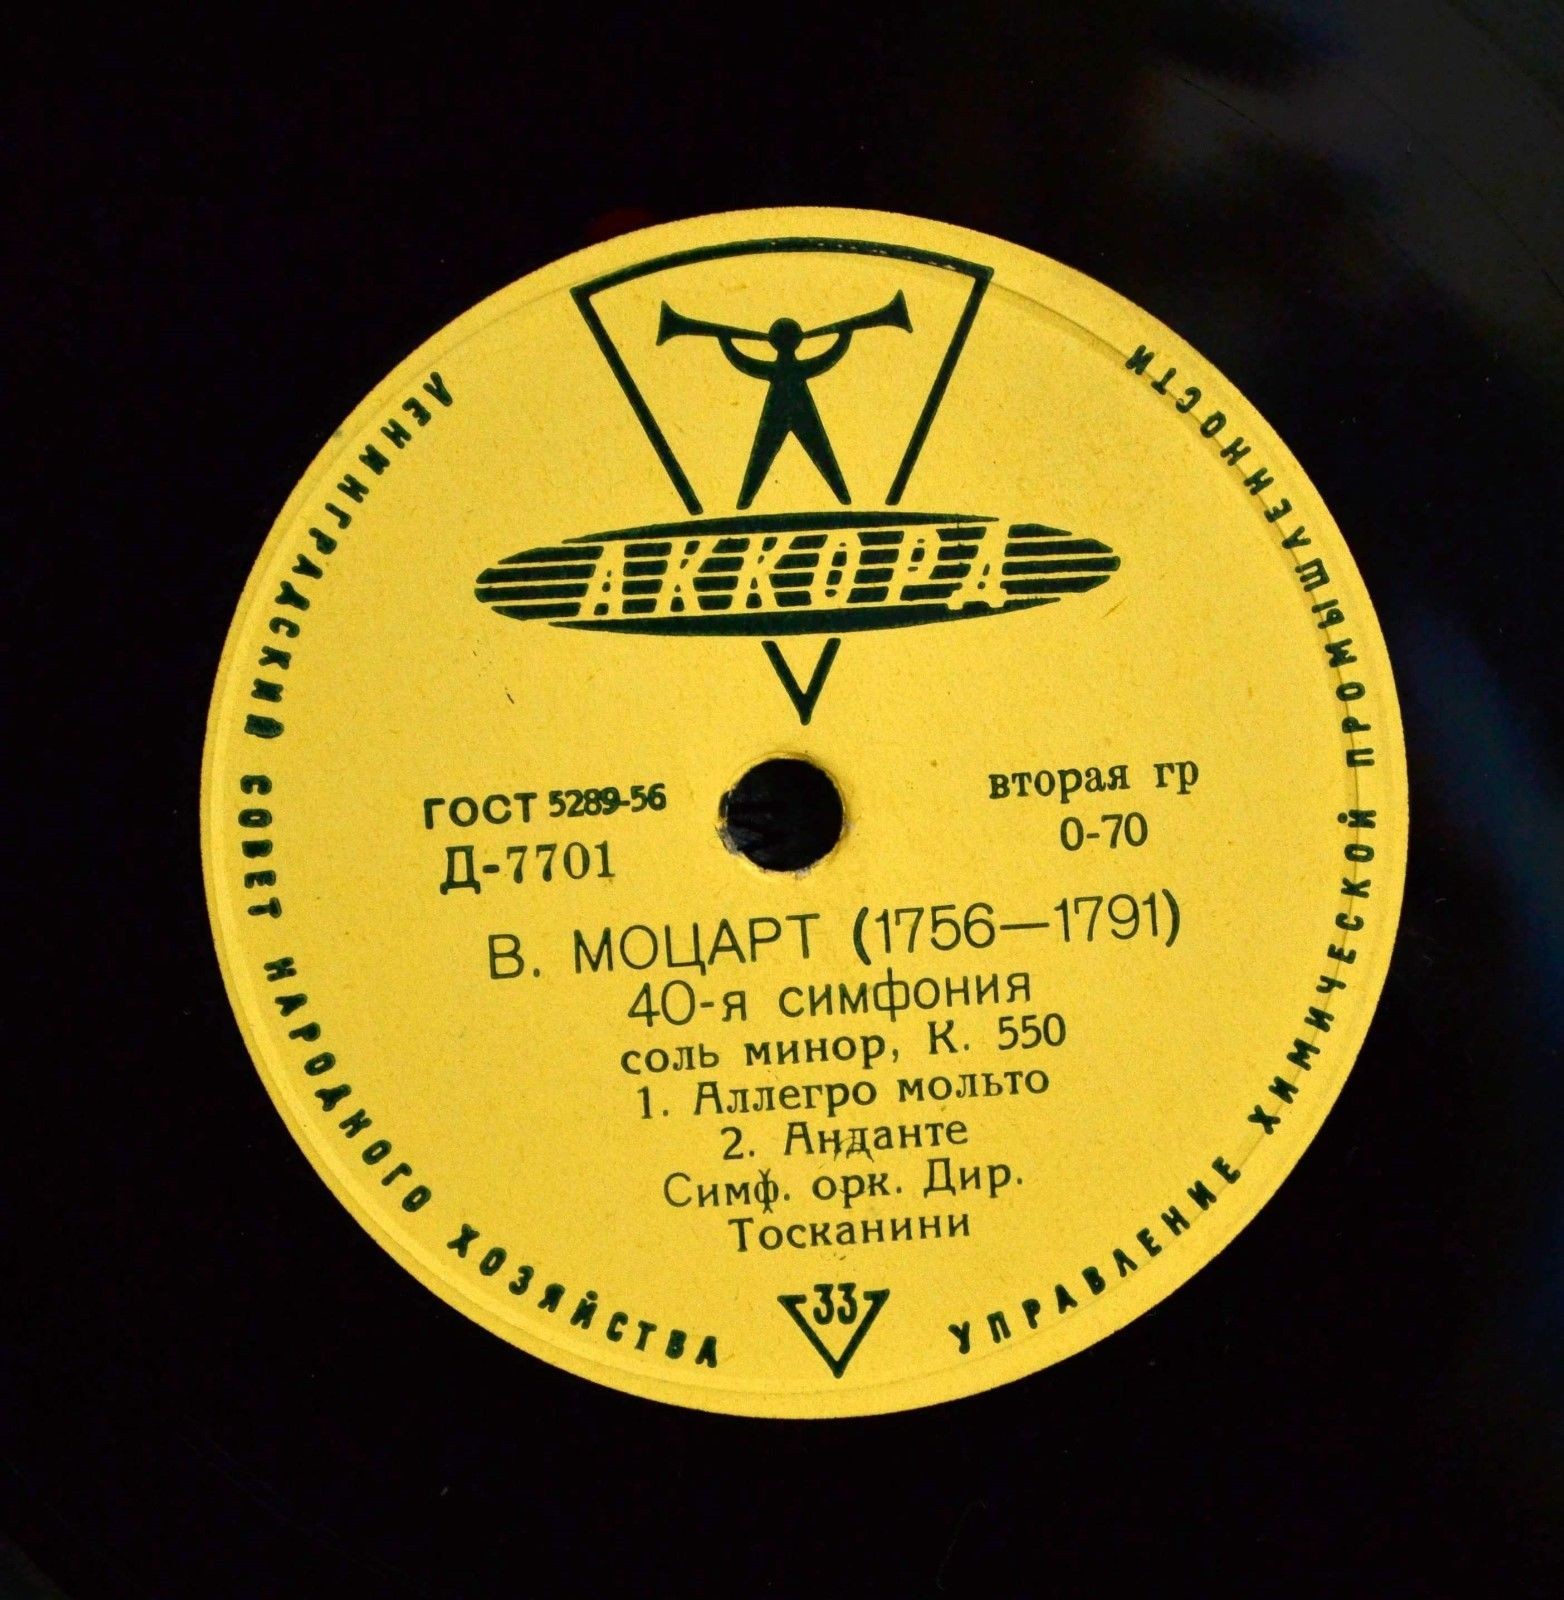 АККОРД
ЛЕНИНГРАДСКИЙ СОВЕТ НАРОДНОГО ХОЗЯЙСТВА
УПРАВЛЕНИЕ ХИМИЧЕСКОЙ ПРОМЫШЛЕННОСТИ
ГОСТ 5289-56
Д-7701
вторая гр
0-70
В. МОЦАРТ (1756—1791)
40-я симфония
соль минор, К. 550
1. Аллегро мольто
2. Анданте
Симф. орк. Дир.
Тосканини
33